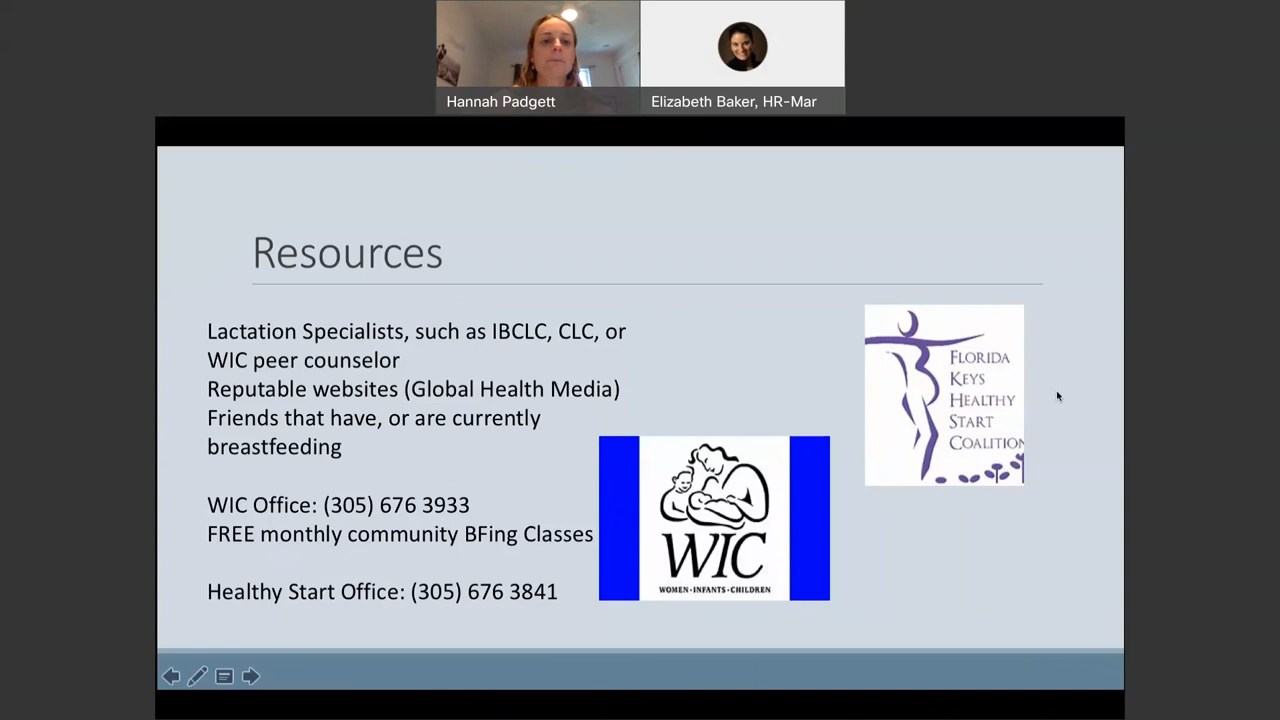 Hannah Padgett
Elizabeth Baker, HR-Mar
Resources
Lactation Specialists, such as IBCLC, CLC, or
WIC peer counselor
Reputable websites (Global Health Media)
Friends that have, or are currently
breastfeeding
WIC Office: (305) 676 3933
FREE monthly community BFing Classes
Healthy Start Office: (305) 676 3841
WIC
WOMEN·INFANTS·CHILDREN
FLORIDA
KEYS
HEALTHY
START
COALITION